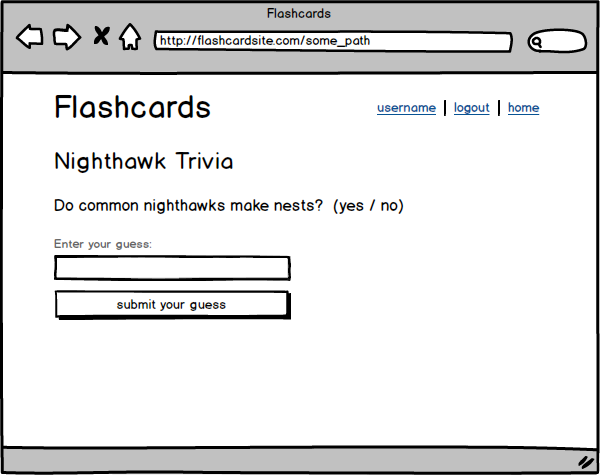 Flashcards
http://flashcardsite.com/some_path
Flashcards
username | logout | home
Nighthawk Trivia
Do common nighthawks make nests? (yes / no)
Enter your guess:
submit your guess